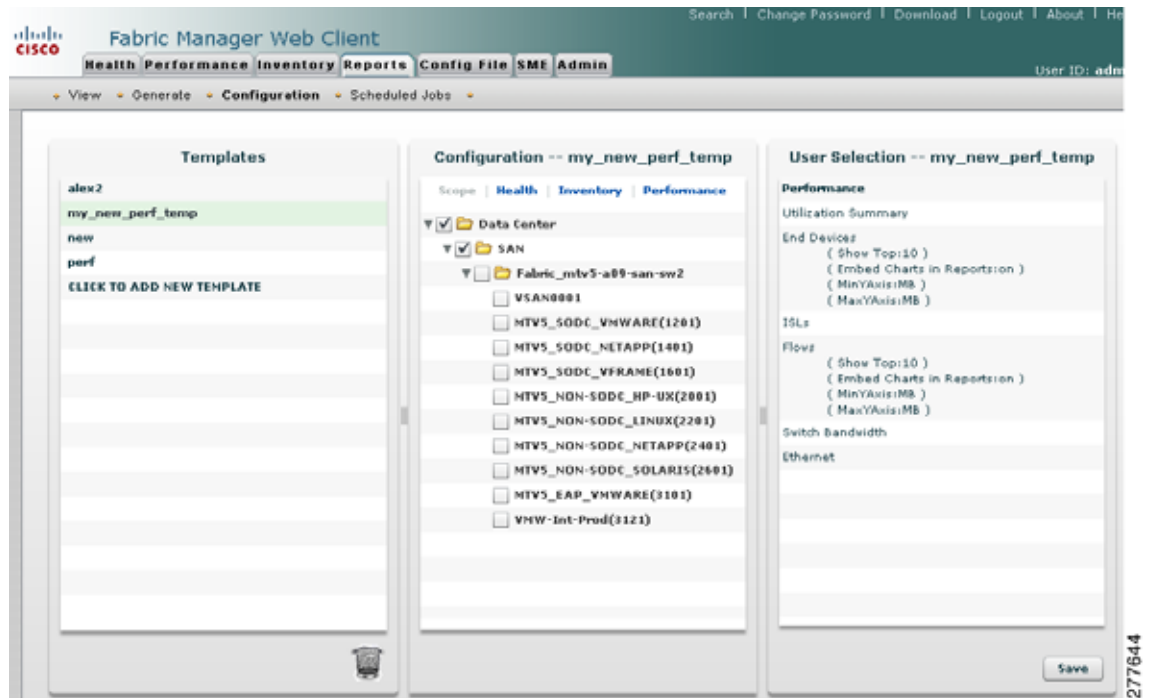 Search | Change Password | Download | Logout | About | He
CISCO
Fabric Manager Web Client
Health Performance Inventory Reports Config File SME Admin
User ID: adm
View Generate Configuration Scheduled Jobs
Templates
alex2
my_new_perf_temp
new
perf
CLICK TO ADD NEW TEMPLATE
Configuration -- my_new_perf_temp
Scope | Health | Inventory | Performance
Data Center
SAN
Fabric_mtv5-a09-san-sw2
VSAN0001
MTV5_SODC_VMWARE(1201)
MTV5_SODC_NETAPP(1401)
MTV5_SODC_VFRAME(1601)
MTV5_NON-SODC_HP-UX(2001)
MTV5_NON-SODC_LINUX(2201)
MTV5_NON-SODC_NETAPP(2401)
MTV5_NON-SODC_SOLARIS(2601)
MTV5_EAP_VMWARE(3101)
VMW-Int-Prod(3121)
User Selection -- my_new_perf_temp
Performance
Utilization Summary
End Devices
( Show Top:10 )
( Embed Charts in Reports:on )
( MinYAxis:MB )
( MaxYAxis:MB )
ISLs
Flows
( Show Top:10 )
( Embed Charts in Reports:on )
( MinYAxis:MB )
( MaxYAxis:MB )
Switch Bandwidth
Ethernet
Save
277644